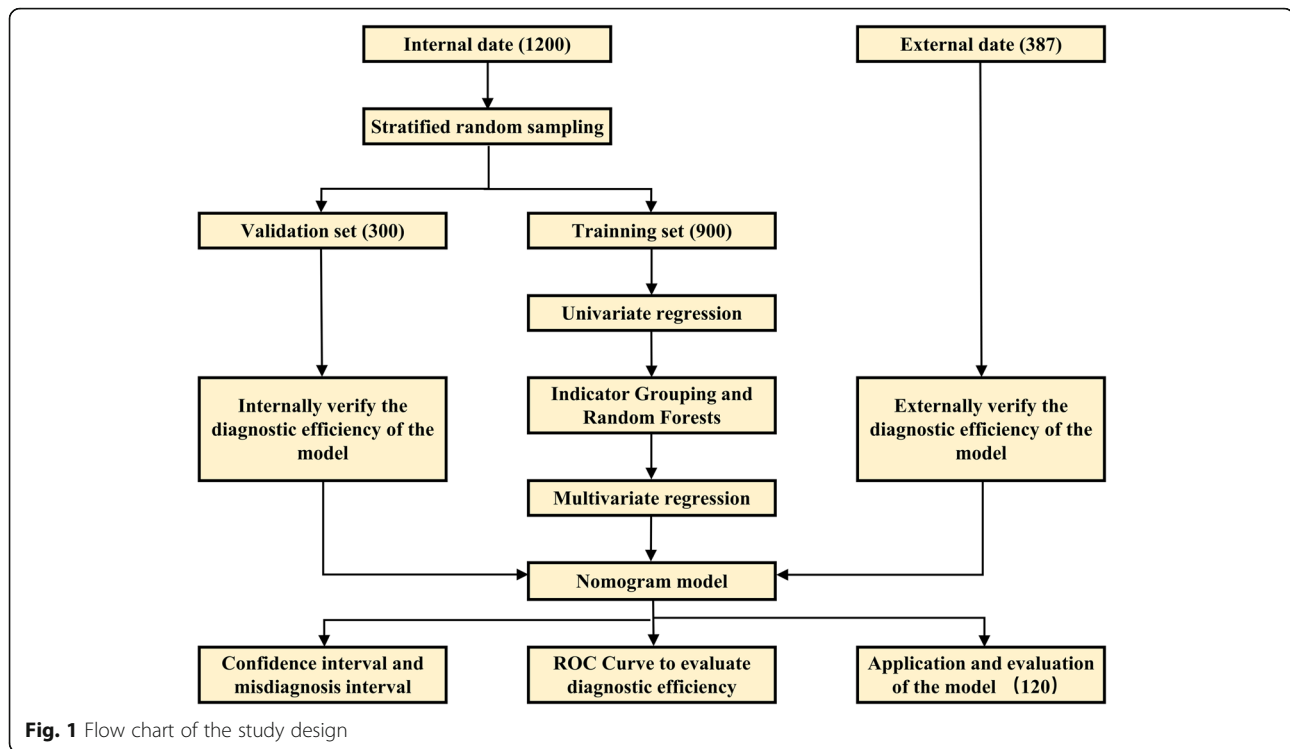 Internal date (1200)
External date (387)
Stratified random sampling
Validation set (300)
Trainning set (900)
Univariate regression
Internally verify the
diagnostic efficiency of the
model
Indicator Grouping and
Random Forests
Externally verify the
diagnostic efficiency of the
model
Multivariate regression
Nomogram model
Confidence interval and
misdiagnosis interval
ROC Curve to evaluate
diagnostic efficiency
Application and evaluation
of the model （120）
Fig. 1 Flow chart of the study design